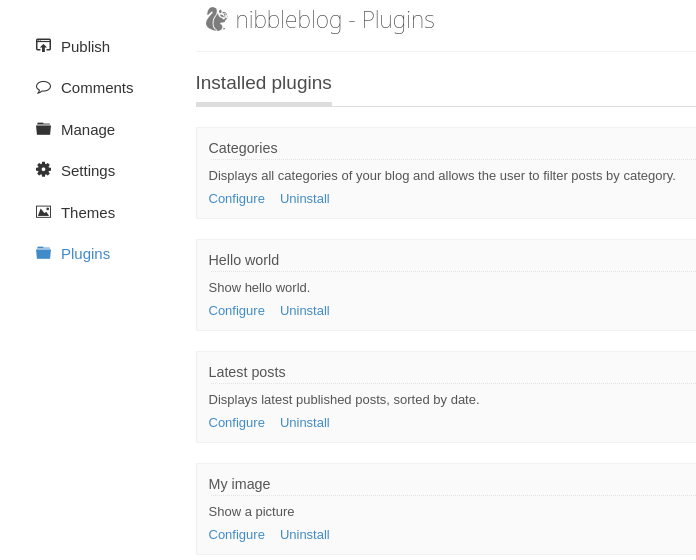 nibbleblog - Plugins
Publish
Comments
Manage
Settings
Themes
Plugins
Installed plugins
Categories
Displays all categories of your blog and allows the user to filter posts by category.
Configure Uninstall
Hello world
Show hello world.
Configure Uninstall
Latest posts
Displays latest published posts, sorted by date.
Configure Uninstall
My image
Show a picture
Configure Uninstall